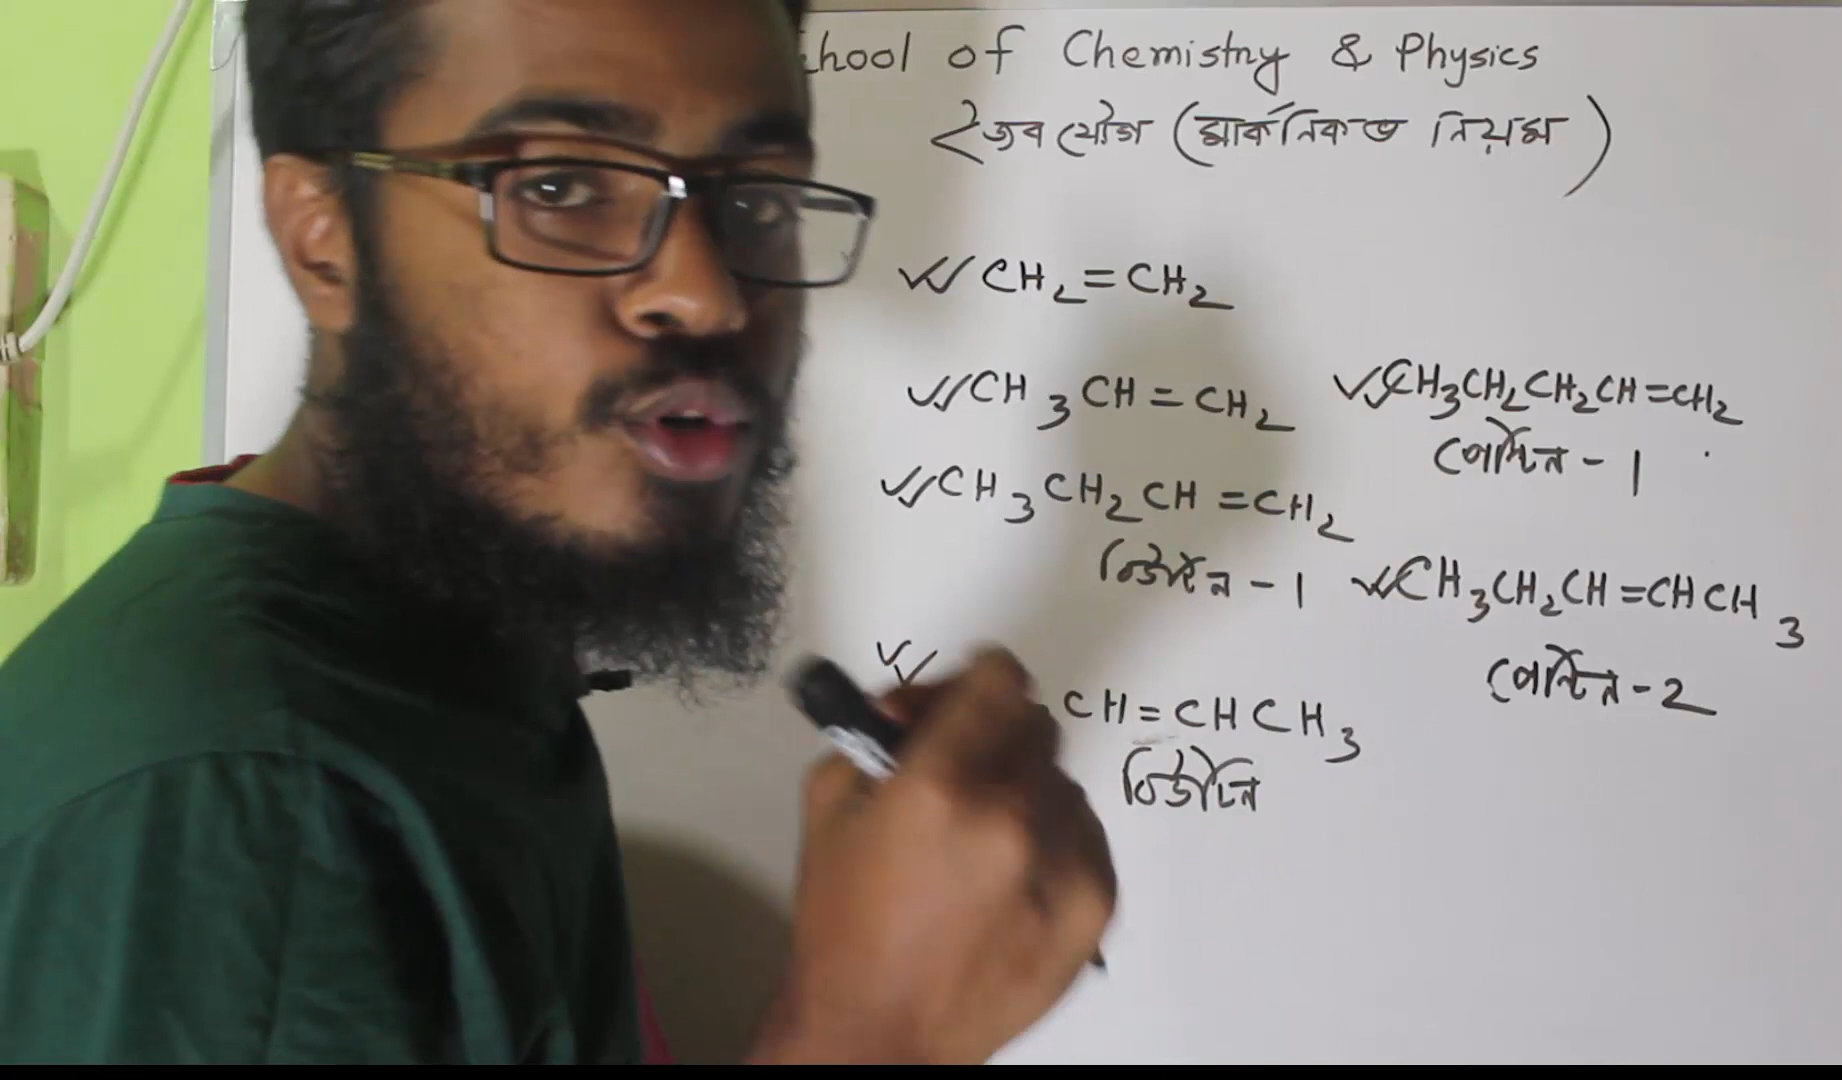 hool of Chemistry & Physics
জৈব যৌগ (মার্কনিকভ নিয়ম)
CH2=CH2
CH3CH=CH2
CH3CH2CH2CH=CH2
পেন্টিন-1
CH3CH2CH=CH2
বিউটিন-1
CH3CH2CH=CHCH3
পেন্টিন-2
CH=CHCH3
বিউটিন